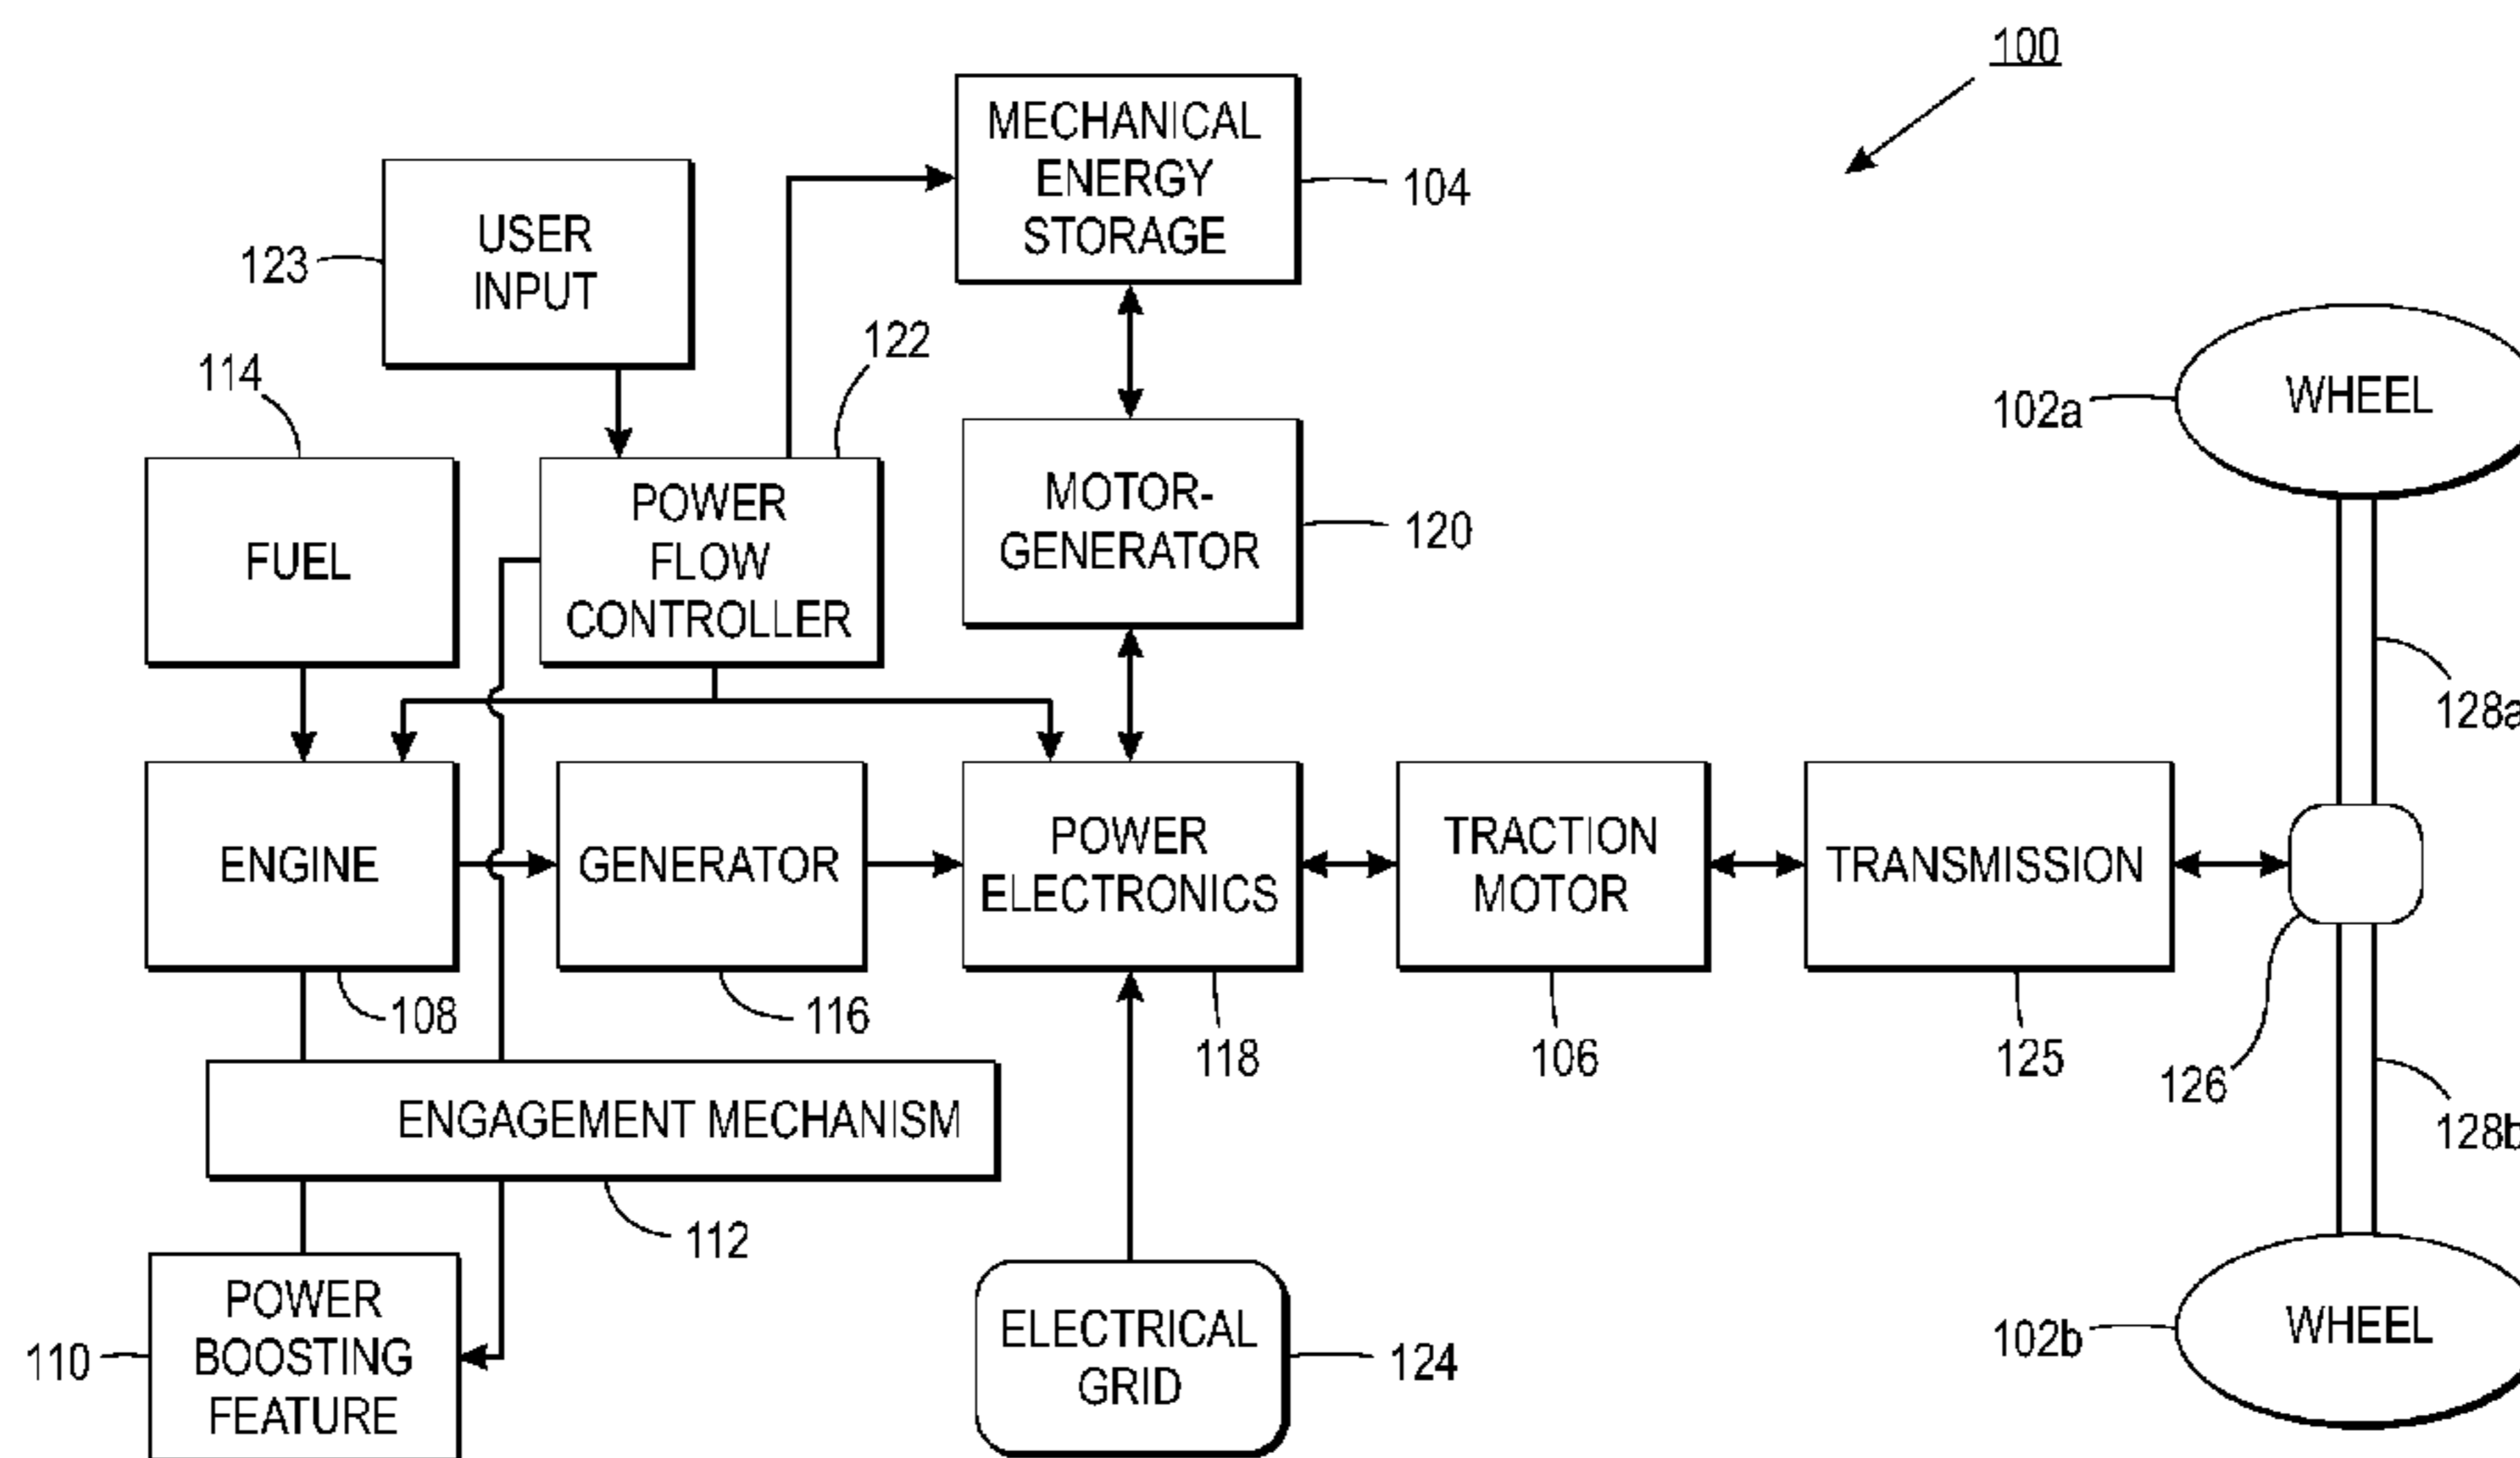 100
MECHANICAL
ENERGY
STORAGE
104
USER
INPUT
123
122
114
WHEEL
102a
POWER
FLOW
CONTROLLER
MOTOR-
GENERATOR
120
FUEL
128a
ENGINE
GENERATOR
POWER
ELECTRONICS
TRACTION
MOTOR
TRANSMISSION
108
116
118
106
125
126
ENGAGEMENT MECHANISM
128b
112
POWER
BOOSTING
FEATURE
110
ELECTRICAL
GRID
124
WHEEL
102b